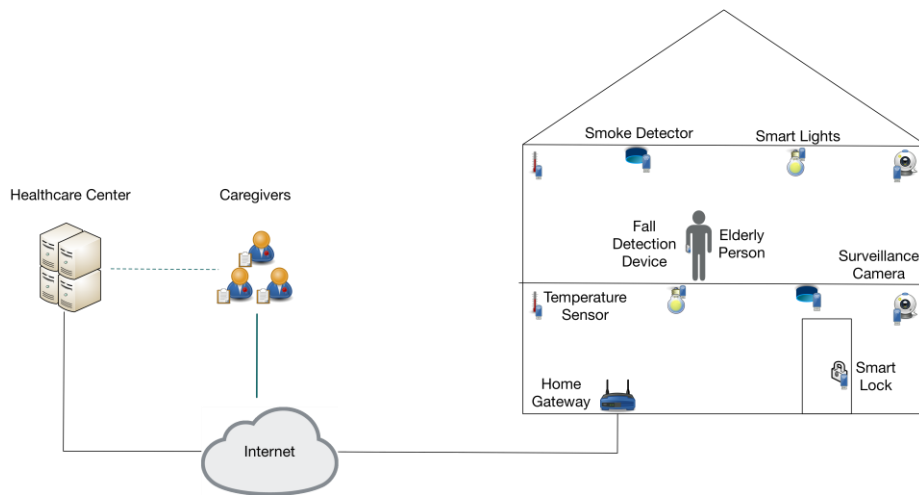 Smoke Detector
Smart Lights
Healthcare Center
Caregivers
Fall
Detection
Device
Elderly
Person
Surveillance
Camera
Temperature
Sensor
Home
Gateway
Smart
Lock
Internet